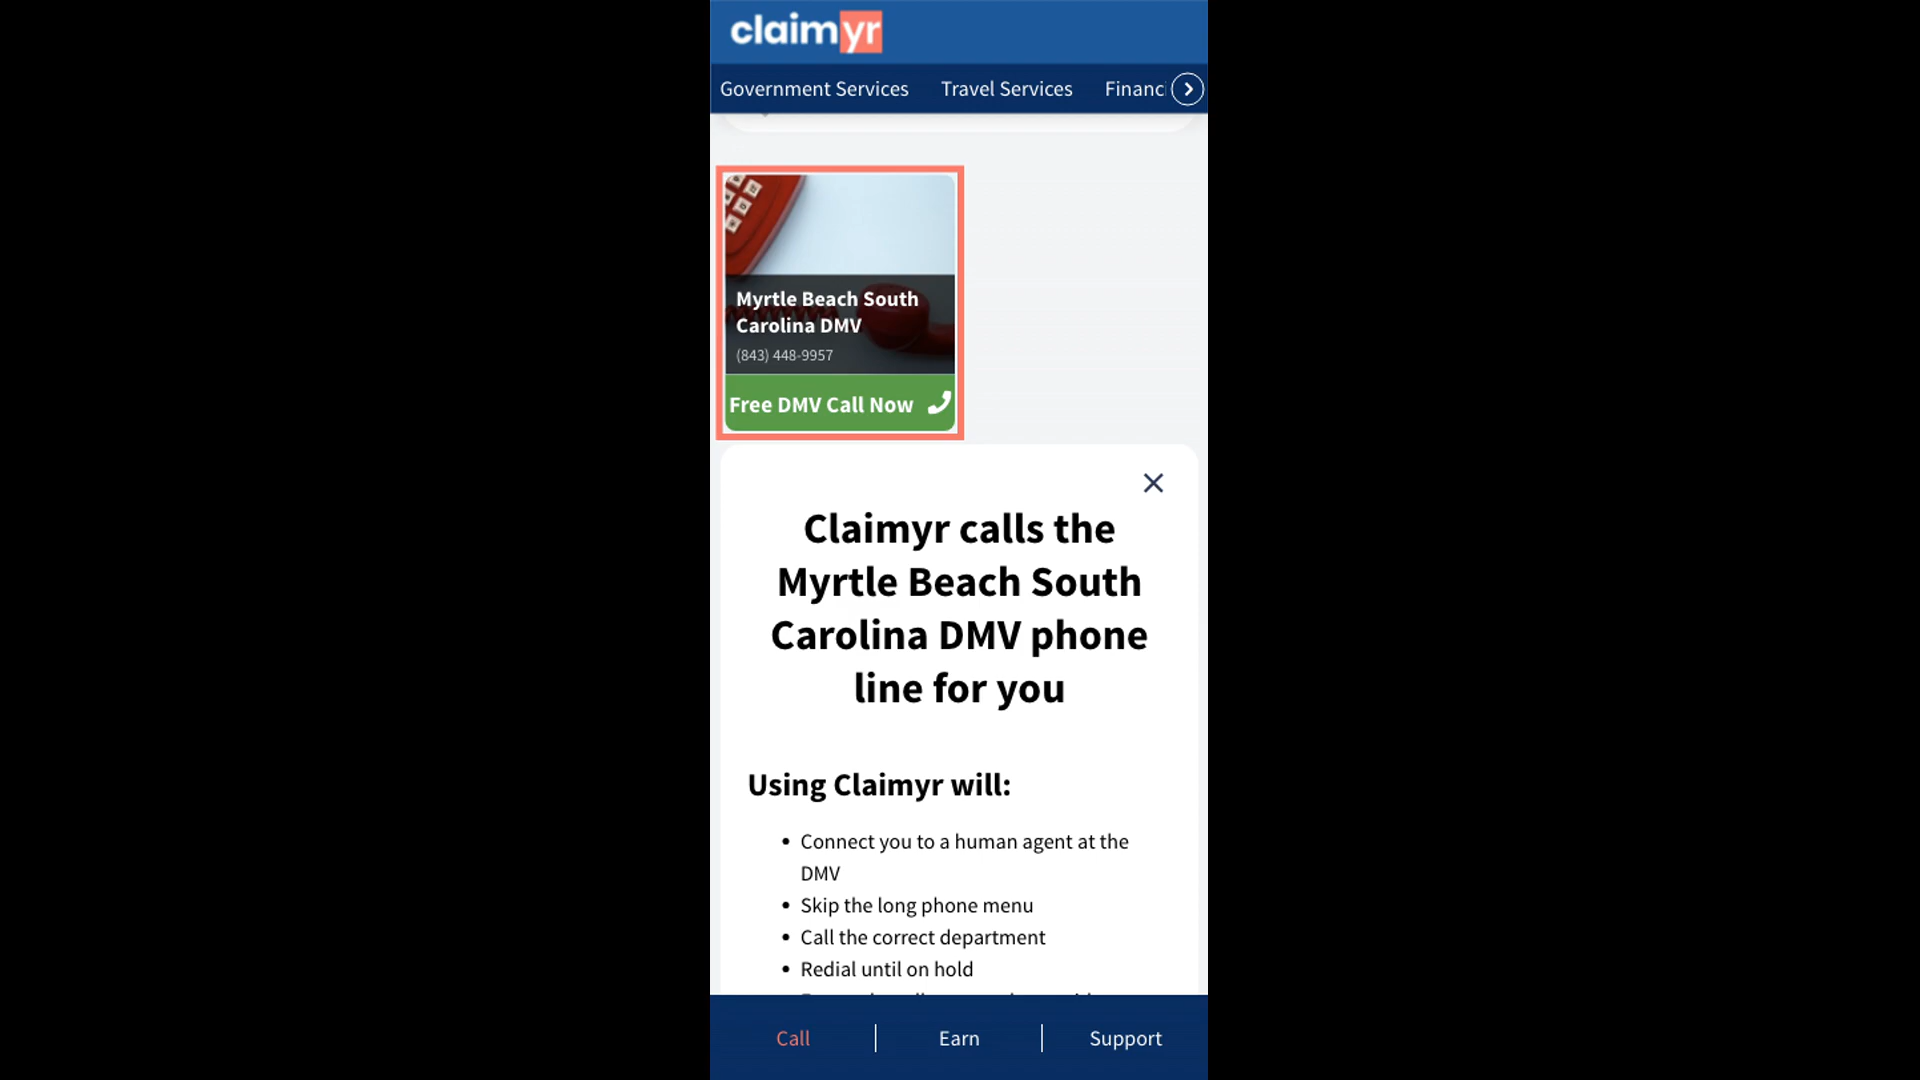 claimyr
Government Services Travel Services Financ
Myrtle Beach South
Carolina DMV
(843) 448-9957
Free DMV Call Now
Claimyr calls the
Myrtle Beach South
Carolina DMV phone
line for you
Using Claimyr will:
• Connect you to a human agent at the
DMV
• Skip the long phone menu
• Call the correct department
• Redial until on hold
Call | Earn | Support